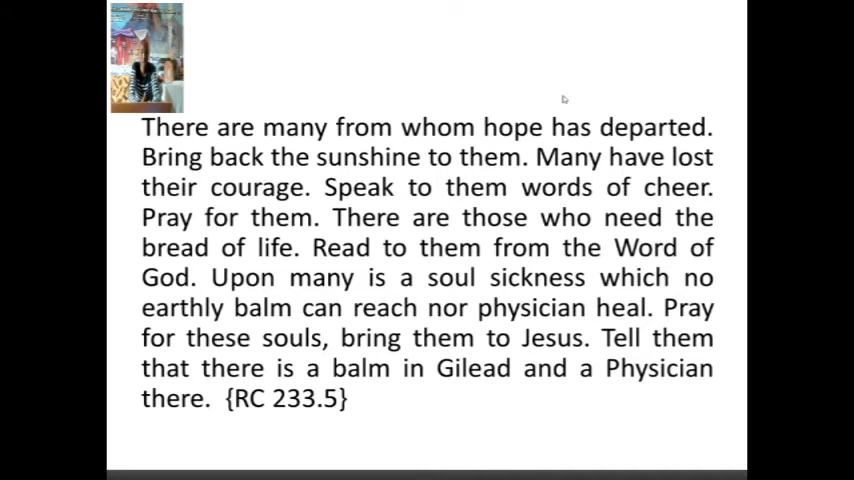 There are many from whom hope has departed.
Bring back the sunshine to them. Many have lost
their courage. Speak to them words of cheer.
Pray for them. There are those who need the
bread of life. Read to them from the Word of
God. Upon many is a soul sickness which no
earthly balm can reach nor physician heal. Pray
for these souls, bring them to Jesus. Tell them
that there is a balm in Gilead and a Physician
there. {RC 233.5}